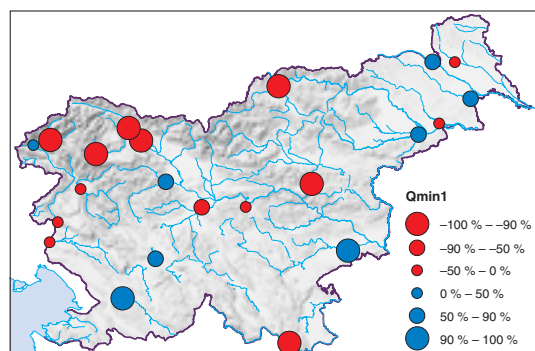 Qmin1
–100 % – –90 %
–90 % – –50 %
–50 % – 0 %
0 % – 50 %
50 % – 90 %
90 % – 100 %